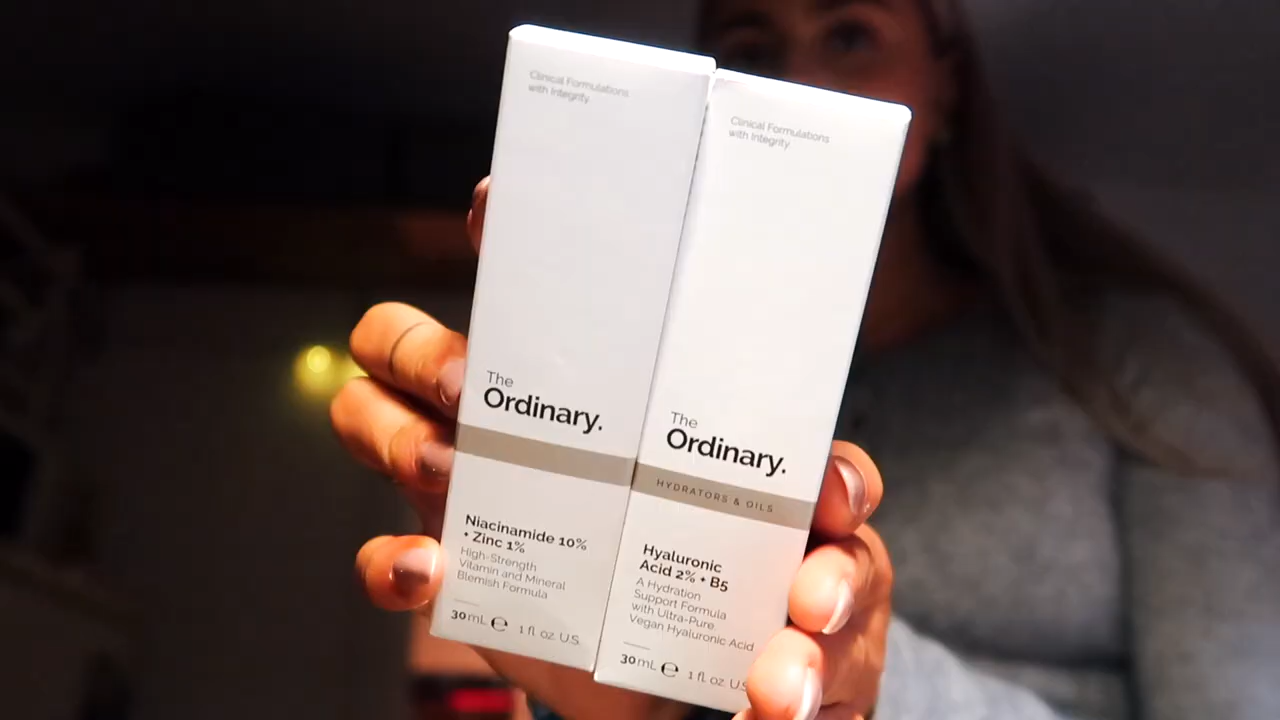 Clinical Formulations
with Integrity
The
Ordinary.
Niacinamide 10%
+ Zinc 1%
High-Strength
Vitamin and Mineral
Blemish Formula
30mL ℮ 1 fl. oz. U.S.
Clinical Formulations
with Integrity
The
Ordinary.
HYDRATORS & OILS
Hyaluronic
Acid 2% + B5
A Hydration
Support Formula
with Ultra-Pure,
Vegan Hyaluronic Acid
30mL ℮ 1 fl. oz. U.S.